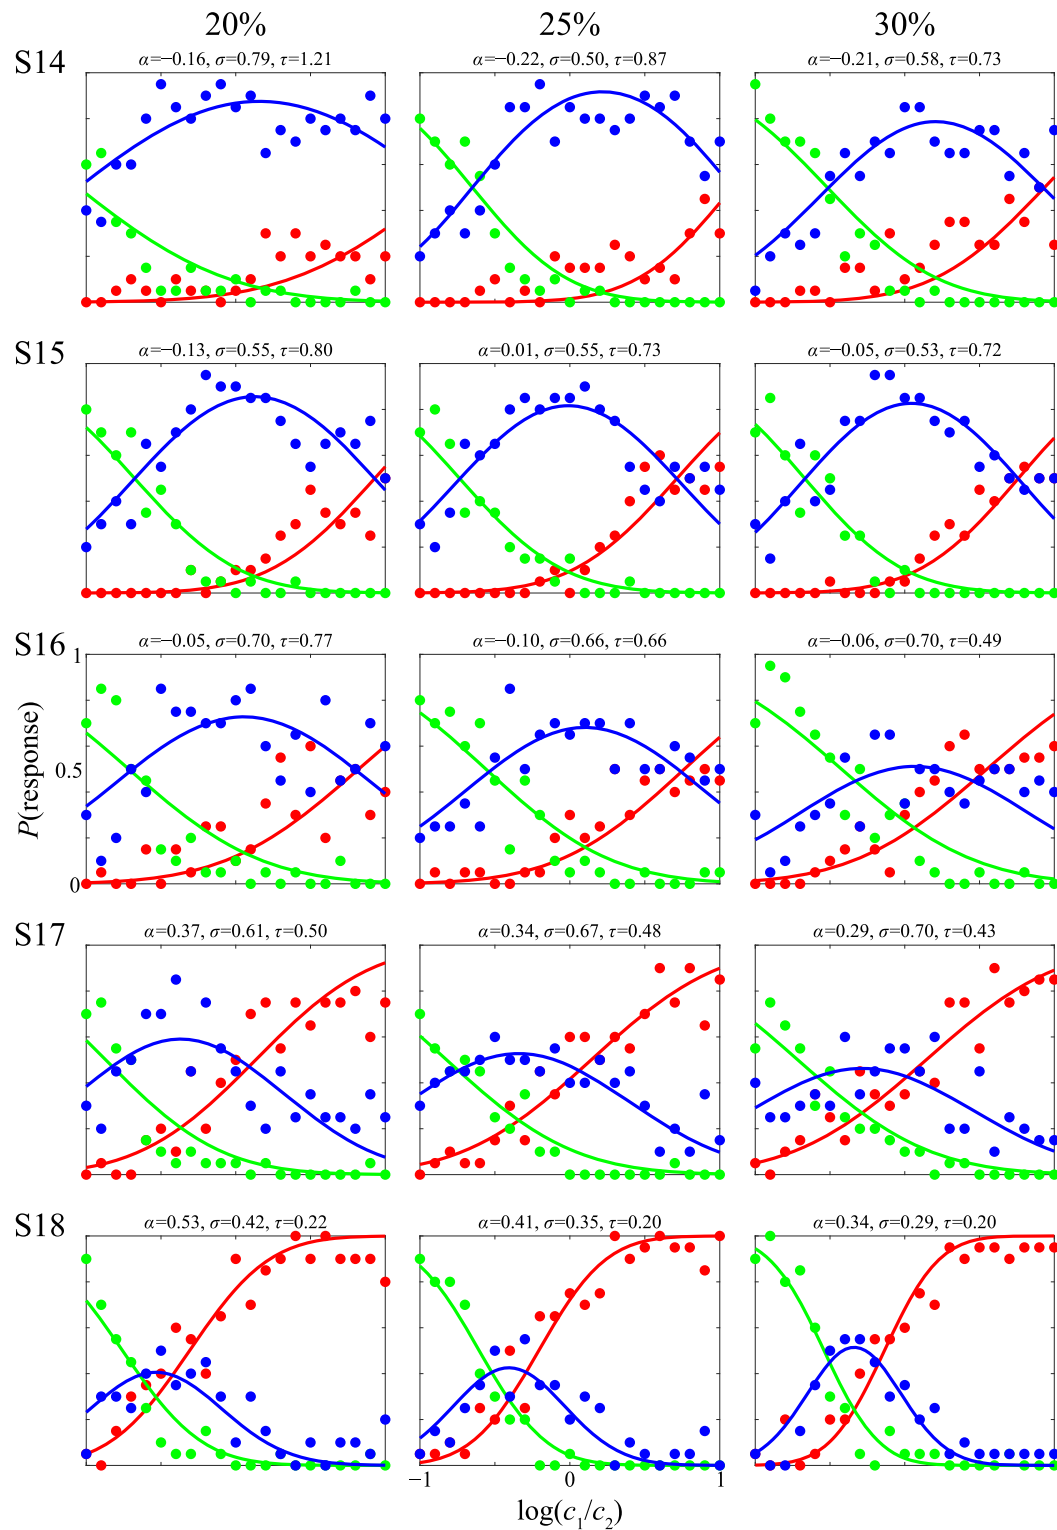 20% 25% 30%
S14
α=−0.16, σ=0.79, τ=1.21 α=−0.22, σ=0.50, τ=0.87 α=−0.21, σ=0.58, τ=0.73
S15
α=−0.13, σ=0.55, τ=0.80 α=0.01, σ=0.55, τ=0.73 α=−0.05, σ=0.53, τ=0.72
S16
α=−0.05, σ=0.70, τ=0.77 α=−0.10, σ=0.66, τ=0.66 α=−0.06, σ=0.70, τ=0.49
1
0.5
0
P(response)
S17
α=0.37, σ=0.61, τ=0.50 α=0.34, σ=0.67, τ=0.48 α=0.29, σ=0.70, τ=0.43
S18
α=0.53, σ=0.42, τ=0.22 α=0.41, σ=0.35, τ=0.20 α=0.34, σ=0.29, τ=0.20
−1 0 1
log(c₁/c₂)